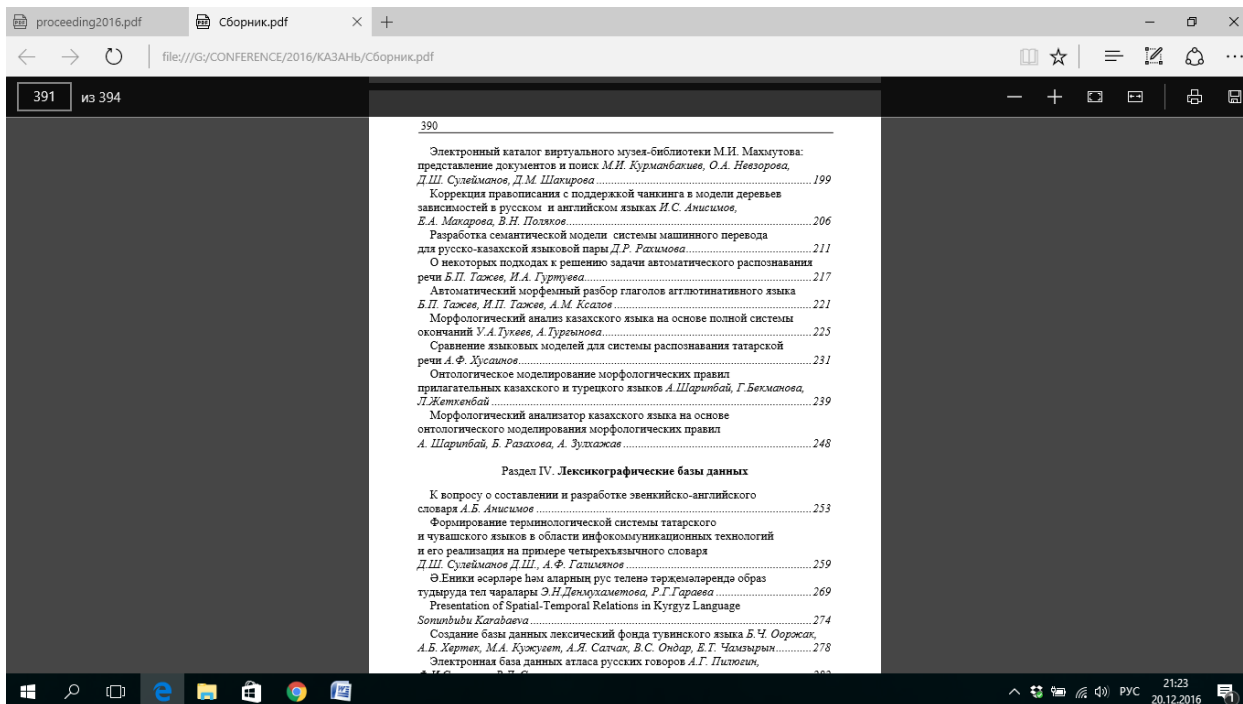 proceeding2016.pdf
Сборник.pdf
file:///G:/CONFERENCE/2016/КАЗАНЬ/Сборник.pdf
391 из 394
390
Электронный каталог виртуального музея-библиотеки М.И. Махмутова:
представление документов и поиск М.И. Курманбакиев, О.А. Невзорова,
Д.Ш. Сулейманов, Д.М. Шакирова ... 199
Коррекция правописания с поддержкой чанкинга в модели деревьев
зависимостей в русском и английском языках И.С. Анисимов,
Е.А. Макарова, В.Н. Поляков... 206
Разработка семантической модели системы машинного перевода
для русско-казахской языковой пары Д.Р. Рахимова... 211
О некоторых подходах к решению задачи автоматического распознавания
речи Б.П. Тажев, И.А. Гуртуева... 217
Автоматический морфемный разбор глаголов агглютинативного языка
Б.П. Тажев, И.П. Тажев, А.М. Ксалов ... 221
Морфологический анализ казахского языка на основе полной системы
окончаний У.А.Тукеев, А.Тургынова... 225
Сравнение языковых моделей для системы распознавания татарской
речи А.Ф. Хусаинов... 231
Онтологическое моделирование морфологических правил
прилагательных казахского и турецкого языков А.Шарипбай, Г.Бекманова,
Л.Жеткенбай ... 239
Морфологический анализатор казахского языка на основе
онтологического моделирования морфологических правил
А. Шарипбай, Б. Разахова, А. Зулхажав ... 248
Раздел IV. Лексикографические базы данных
К вопросу о составлении и разработке эвенкийско-английского
словаря А.Б. Анисимов ... 253
Формирование терминологической системы татарского
и чувашского языков в области инфокоммуникационных технологий
и его реализация на примере четырехъязычного словаря
Д.Ш. Сулейманов Д.Ш., А.Ф. Галимянов ... 259
Ә.Еники әсәрләре һәм аларның рус теленә тәрҗемәләрендә образ
тудыруда тел чаралары Э.Н.Денмухаметова, Р.Г.Гараева ... 269
Presentation of Spatial-Temporal Relations in Kyrgyz Language
Sonunbubu Karabaeva ... 274
Создание базы данных лексический фонда тувинского языка Б.Ч. Ооржак,
А.Б. Хертек, М.А. Кужугет, А.Я. Салчак, В.С. Ондар, Е.Т. Чамзырын... 278
Электронная база данных атласа русских говоров А.Г. Пилюгин,
РУС
21:23
20.12.2016